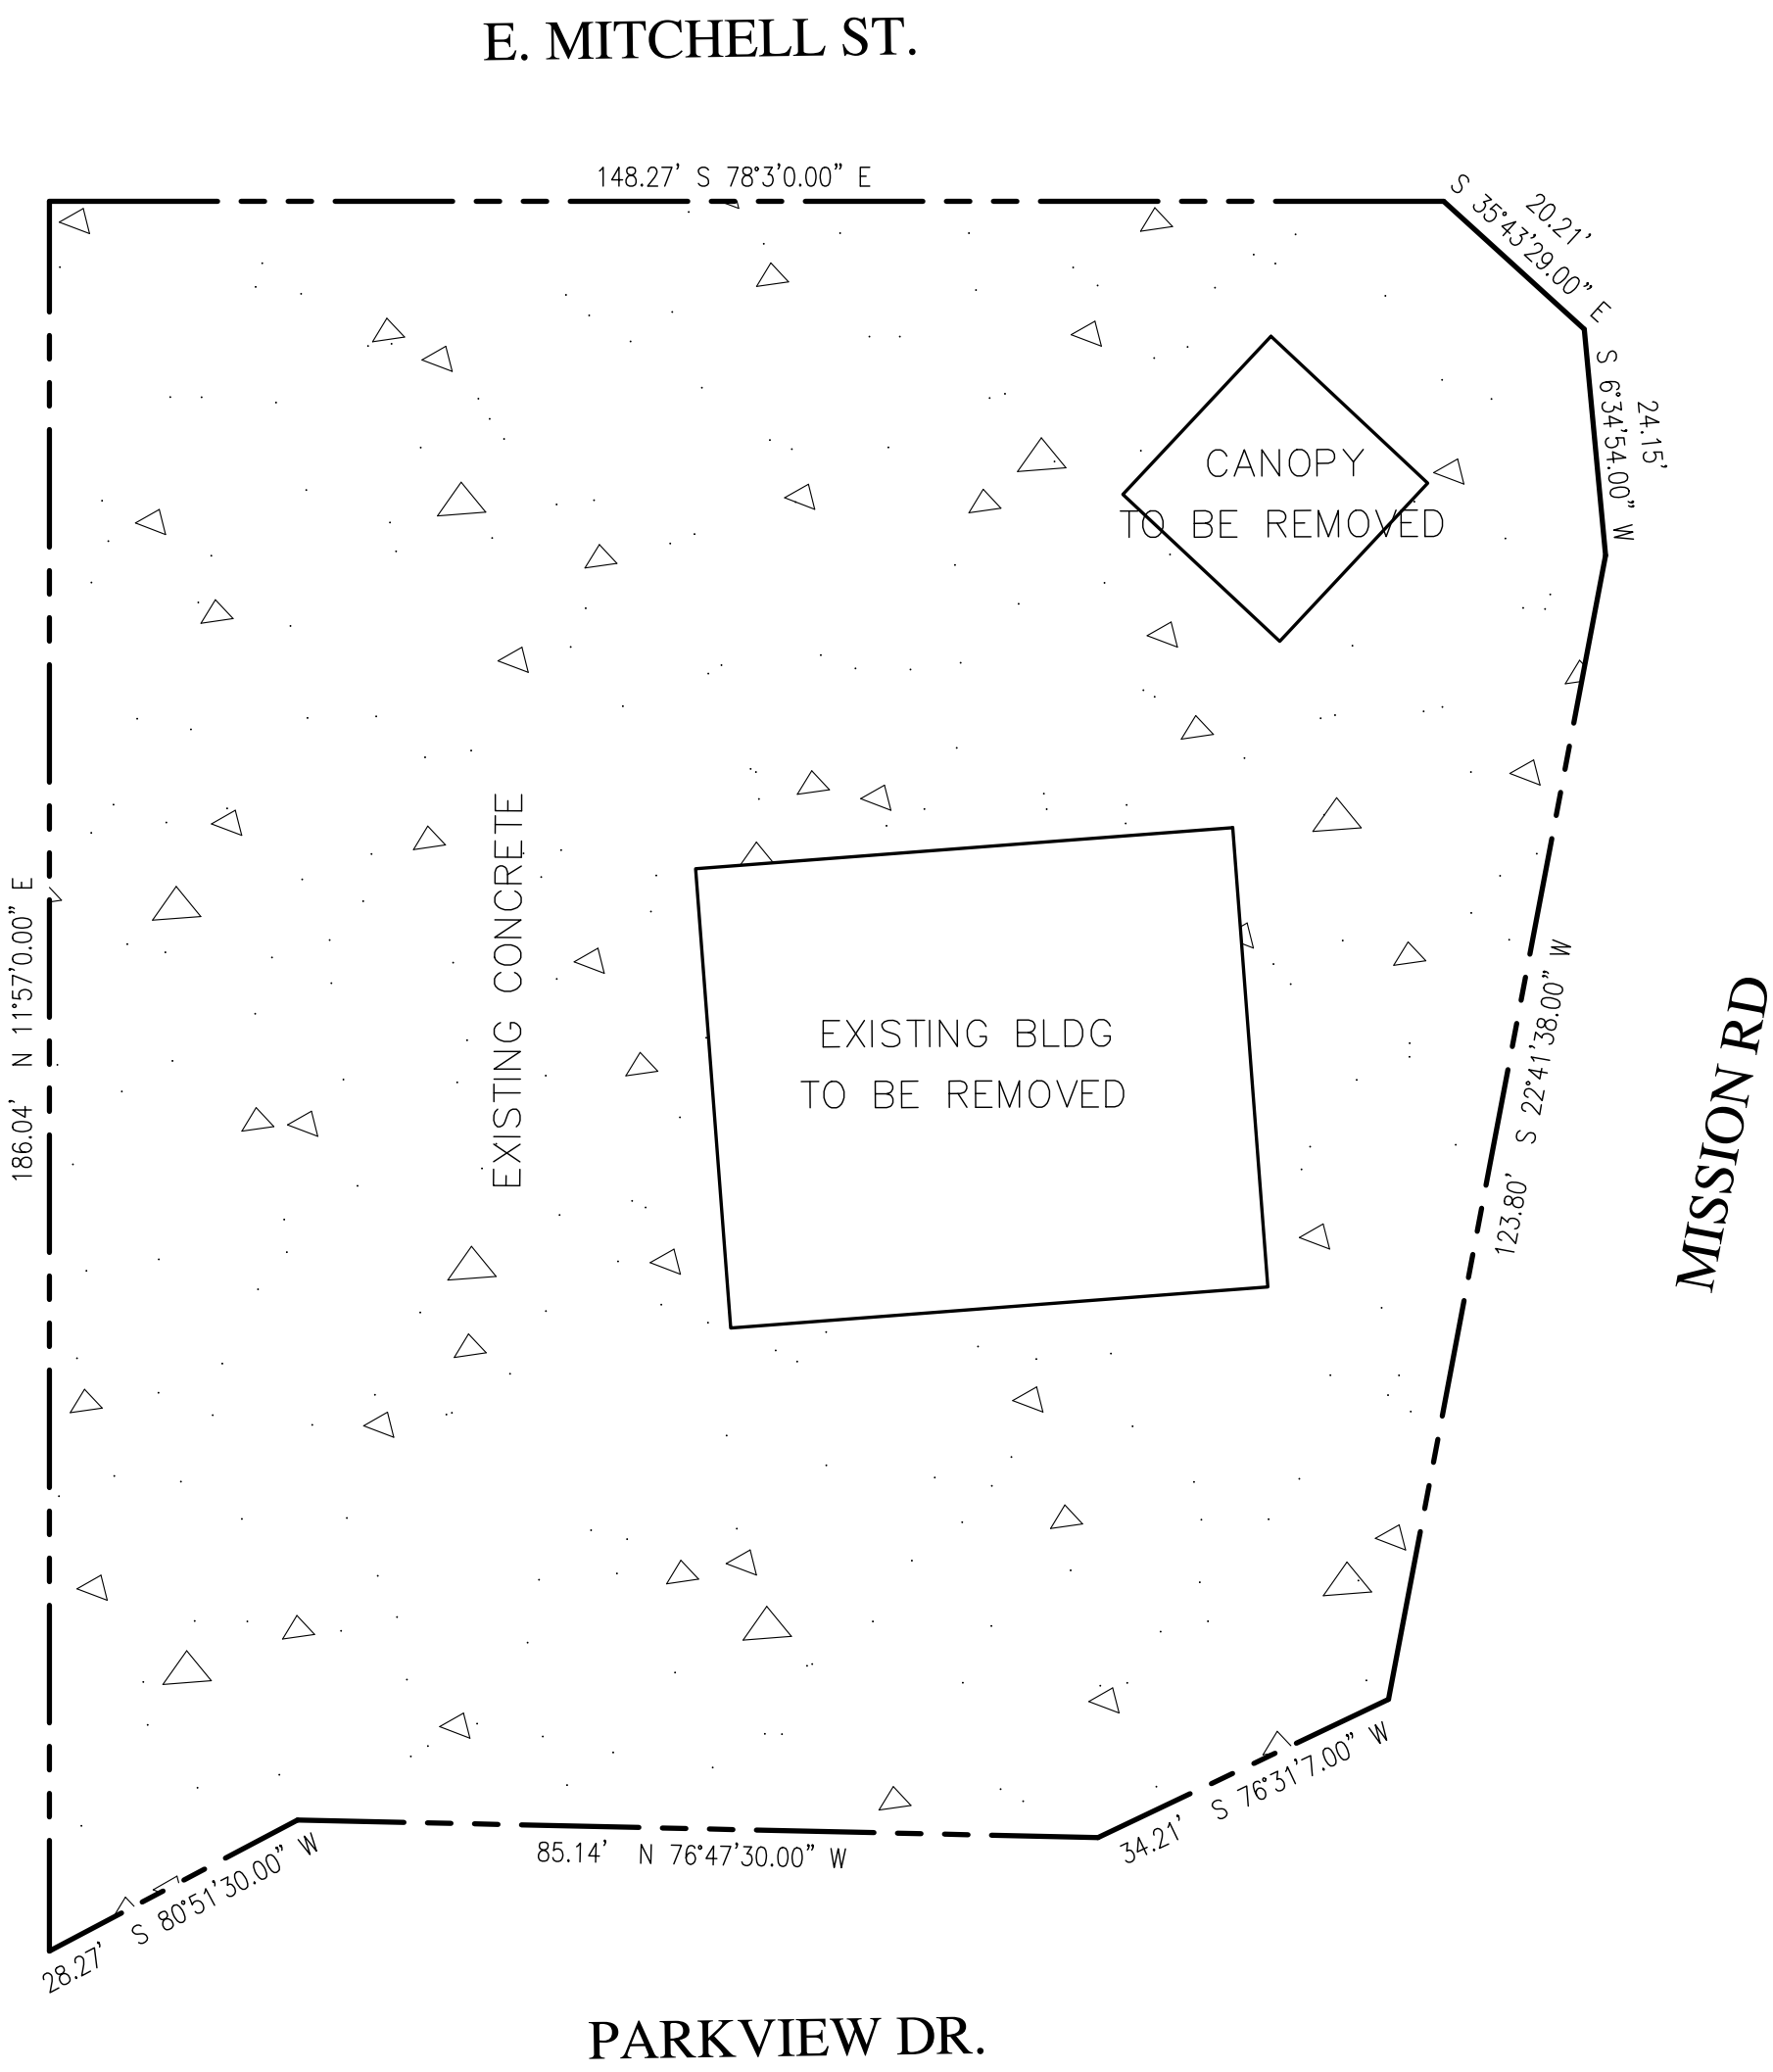 E. MITCHELL ST.
148.27' S 78°3'0.00" E
20.21'
S 35°43'29.00" E
24.15'
S 6°34'54.00" W
CANOPY
TO BE REMOVED
186.04' N 11°57'0.00" E
EXISTING CONCRETE
EXISTING BLDG
TO BE REMOVED
123.80' S 22°41'38.00" W
MISSION RD
34.21' S 76°31'7.00" W
85.14' N 76°47'30.00" W
28.27' S 80°51'30.00" W
PARKVIEW DR.